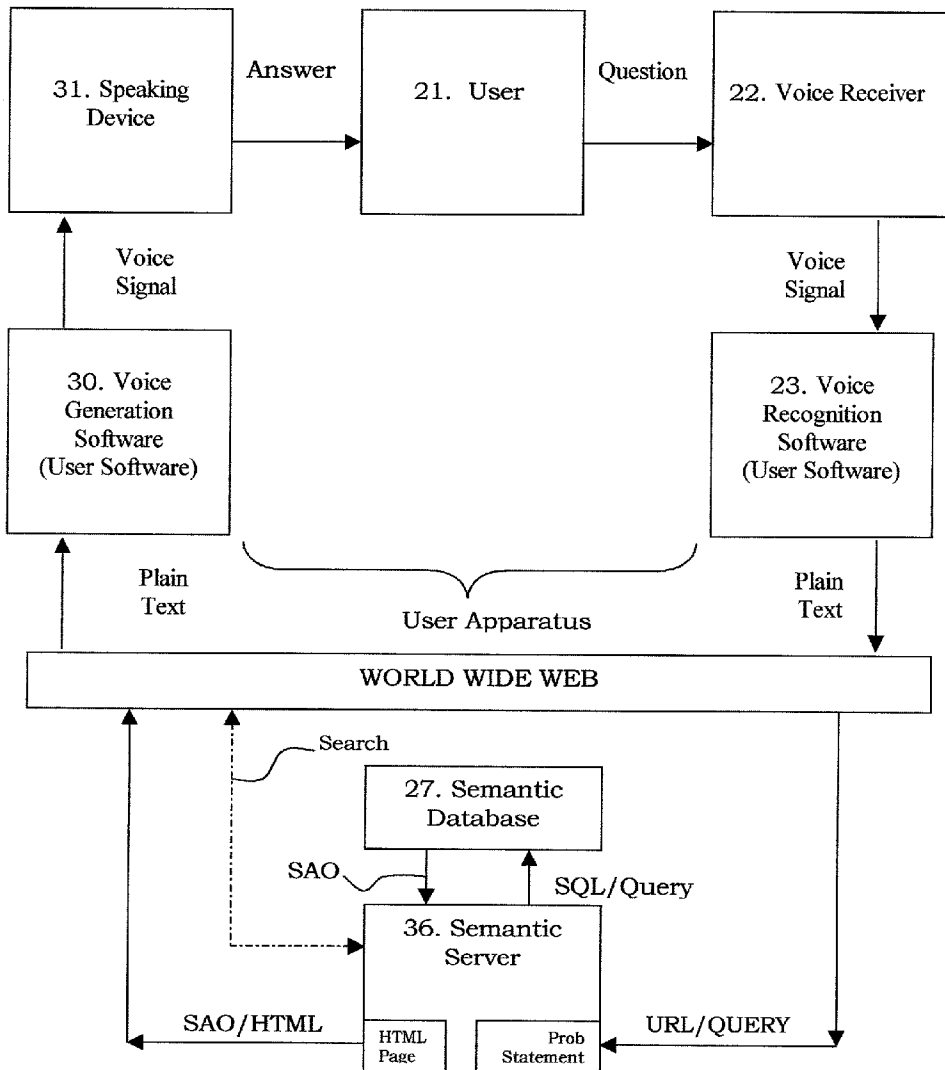 31. Speaking
Device
Answer
21. User
Question
22. Voice Receiver
Voice
Signal
Voice
Signal
30. Voice
Generation
Software
(User Software)
23. Voice
Recognition
Software
(User Software)
Plain
Text
User Apparatus
Plain
Text
WORLD WIDE WEB
Search
27. Semantic
Database
SAO
SQL/Query
36. Semantic
Server
SAO/HTML
HTML
Page
Prob
Statement
URL/QUERY